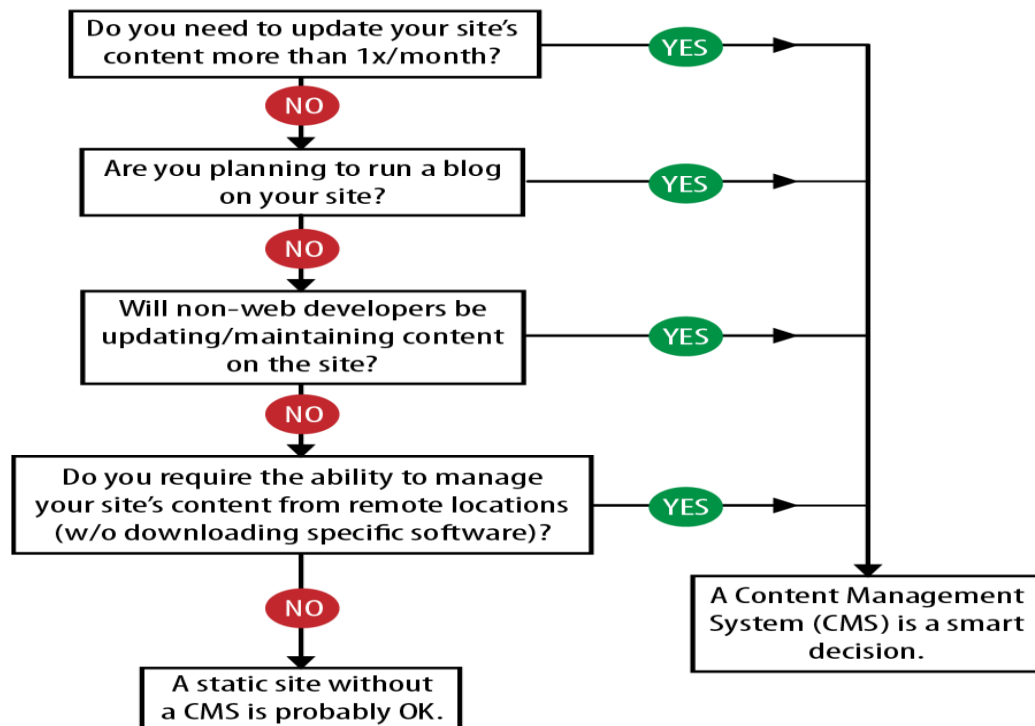 Do you need to update your site's
content more than 1x/month?
YES
NO
Are you planning to run a blog
on your site?
YES
NO
Will non-web developers be
updating/maintaining content
on the site?
YES
NO
Do you require the ability to manage
your site's content from remote locations
(w/o downloading specific software)?
YES
NO
A Content Management
System (CMS) is a smart
decision.
A static site without
a CMS is probably OK.